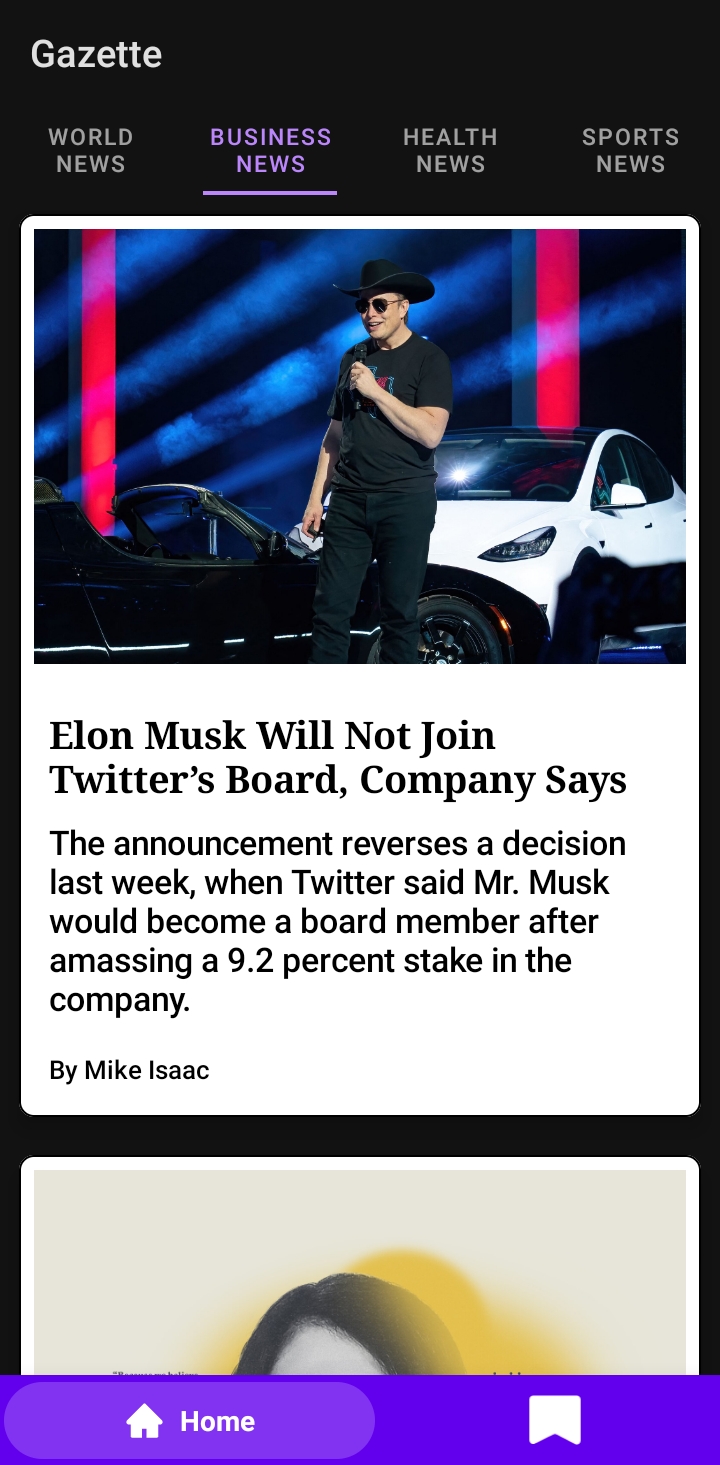 Gazette
WORLD
NEWS
BUSINESS
NEWS
HEALTH
NEWS
SPORTS
NEWS
Elon Musk Will Not Join
Twitter’s Board, Company Says
The announcement reverses a decision
last week, when Twitter said Mr. Musk
would become a board member after
amassing a 9.2 percent stake in the
company.
By Mike Isaac
Home